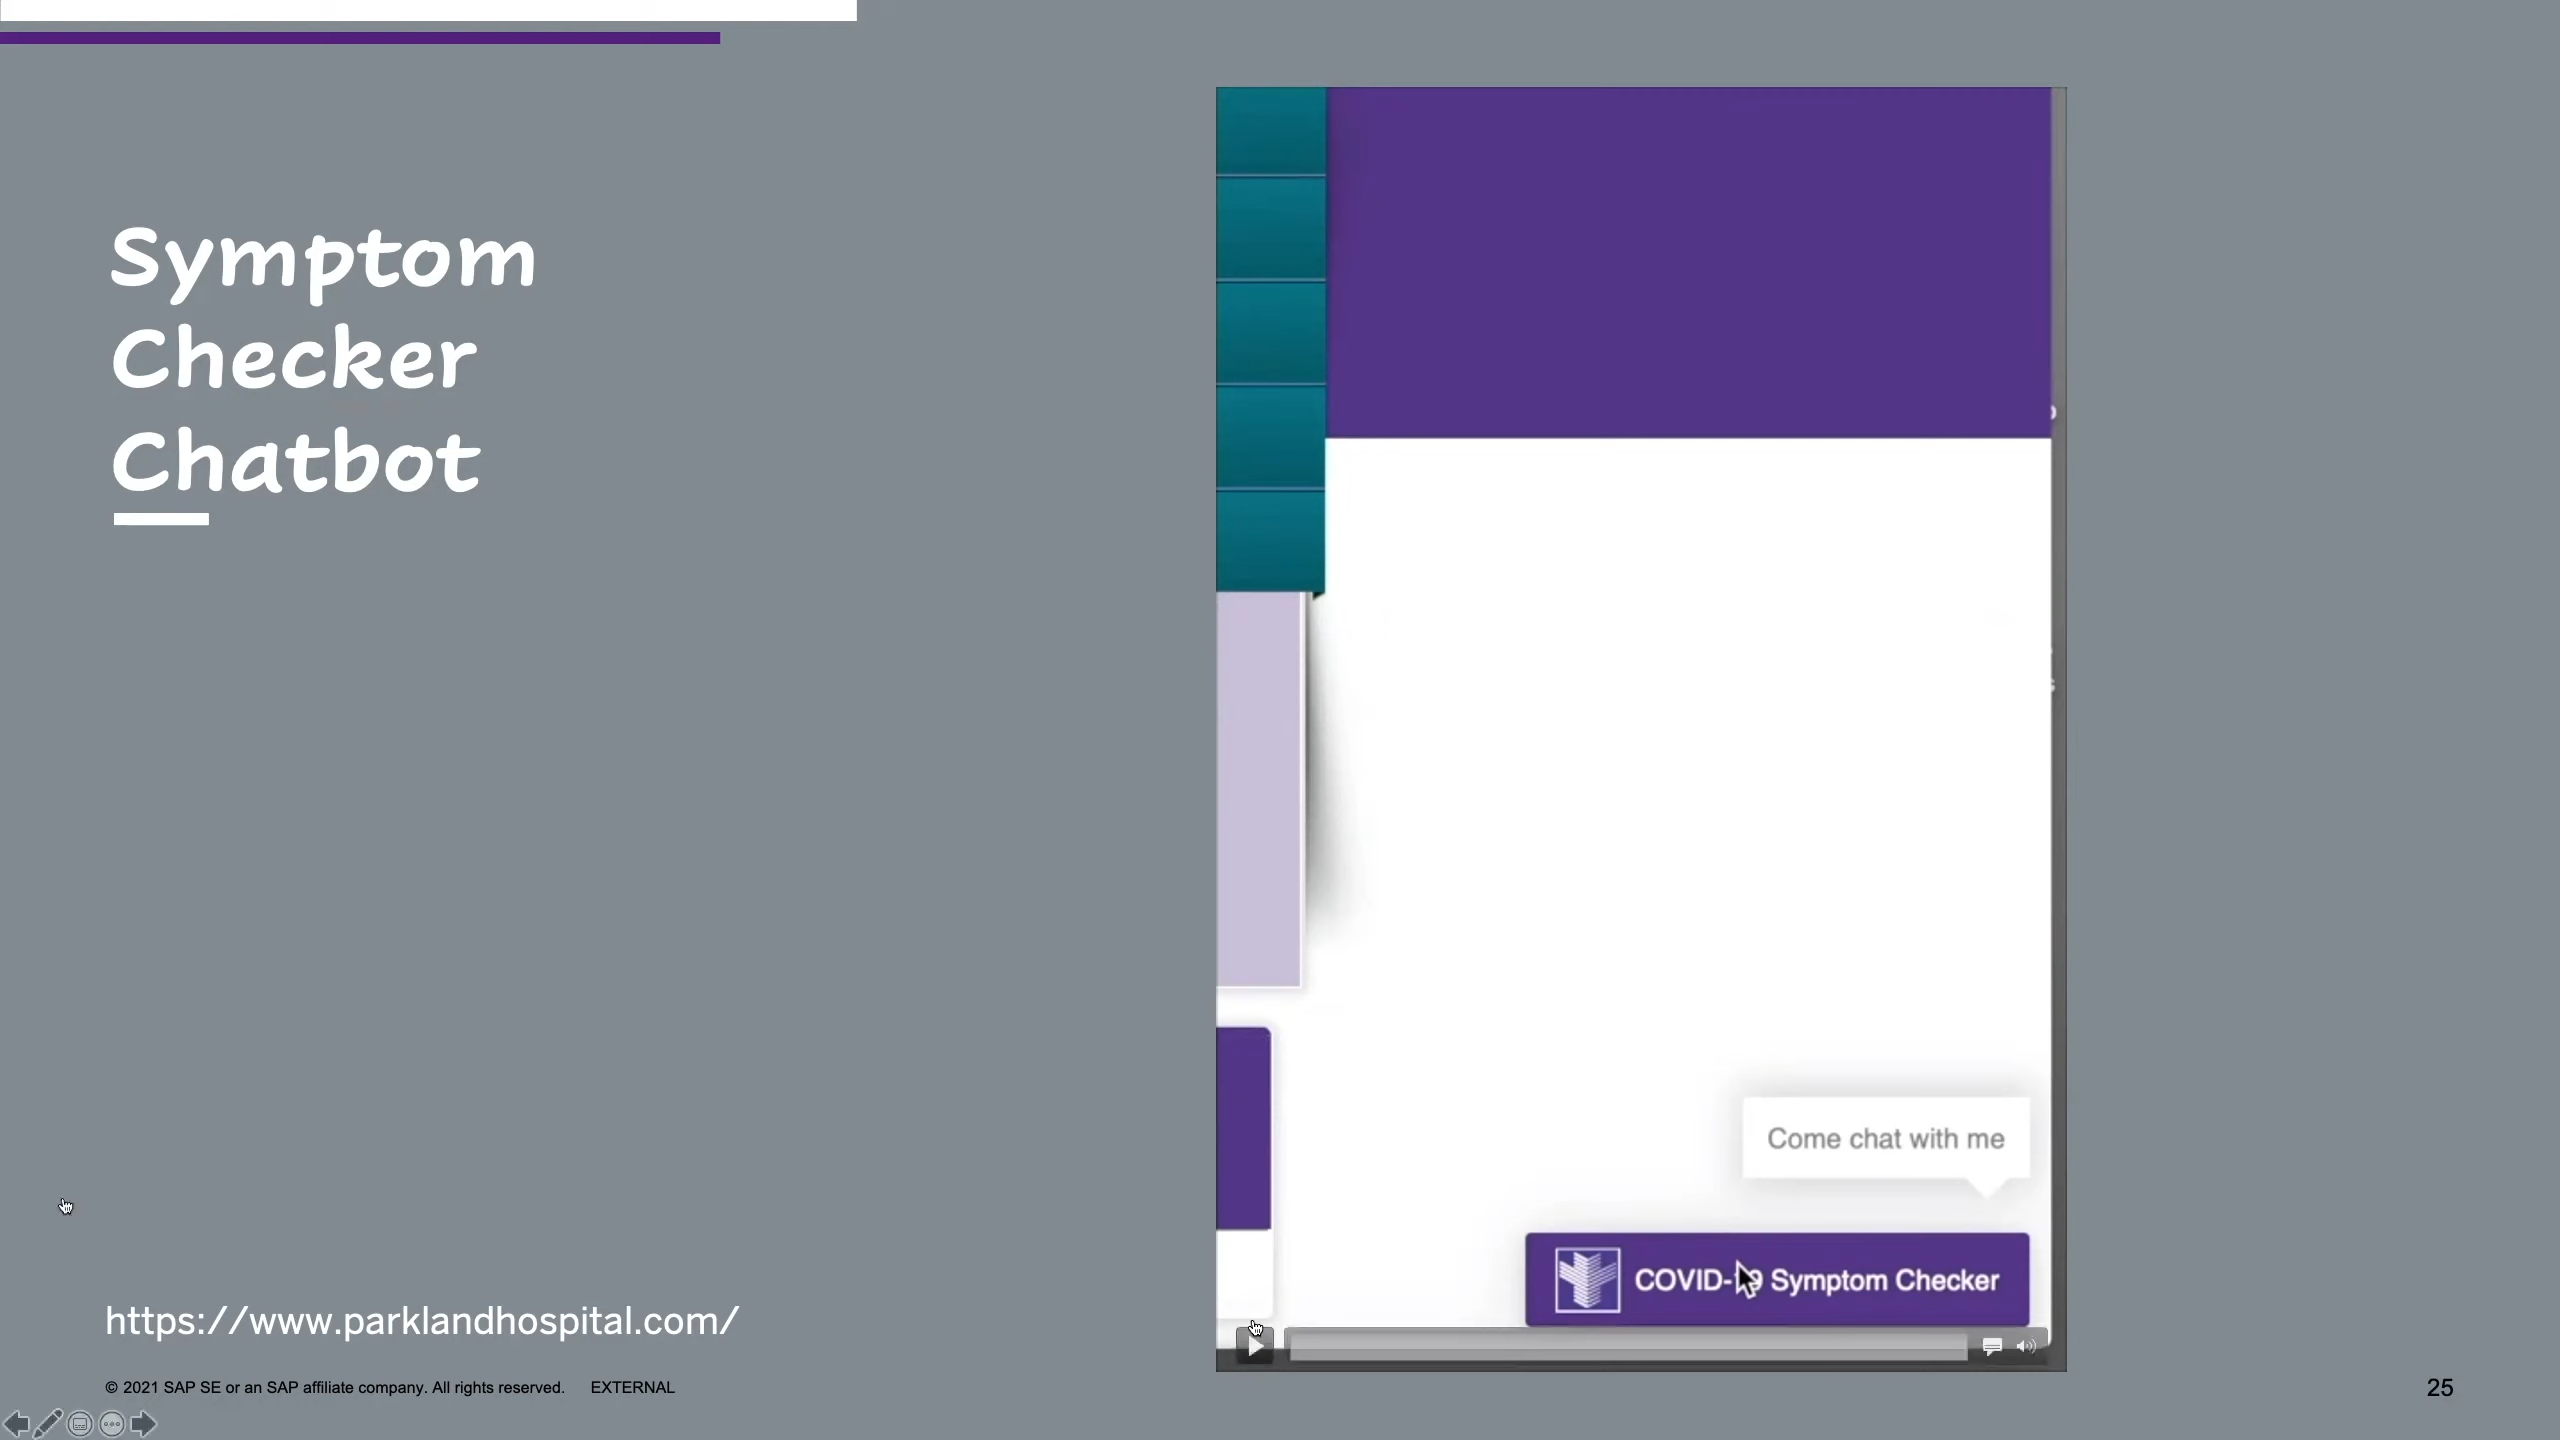 Symptom
Checker
Chatbot
Come chat with me
COVID-19 Symptom Checker
https://www.parklandhospital.com/
© 2021 SAP SE or an SAP affiliate company. All rights reserved. EXTERNAL
25